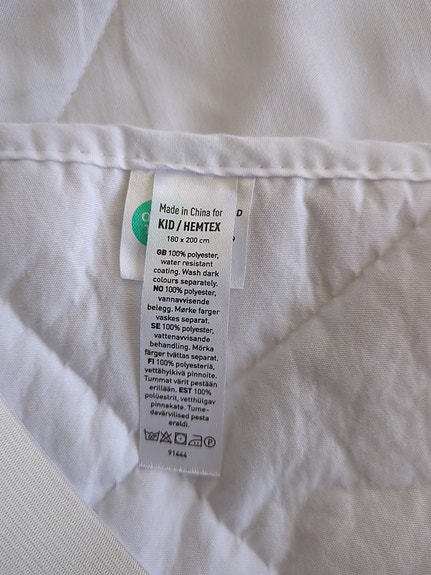 Made in China for
KID / HEMTEX
180 x 200 cm
GB 100% polyester,
water resistant
coating. Wash dark
colours separately.
NO 100% polyester,
vannavvisende
belegg. Mørke farger
vaskes separat.
SE 100% polyester,
vattenavvisande
behandling. Mörka
färger tvättas separat.
FI 100% polyesteriä,
vettähylkivä pinnoite.
Tummat värit pestään
erillään. EST 100%
polüestril, vetthülgav
pinnakate. Tume-
davärvilised pesta
eraldi.
91444